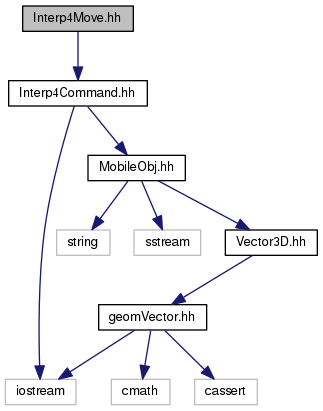 Interp4Move.hh
Interp4Command.hh
MobileObj.hh
string
sstream
Vector3D.hh
geomVector.hh
iostream
cmath
cassert